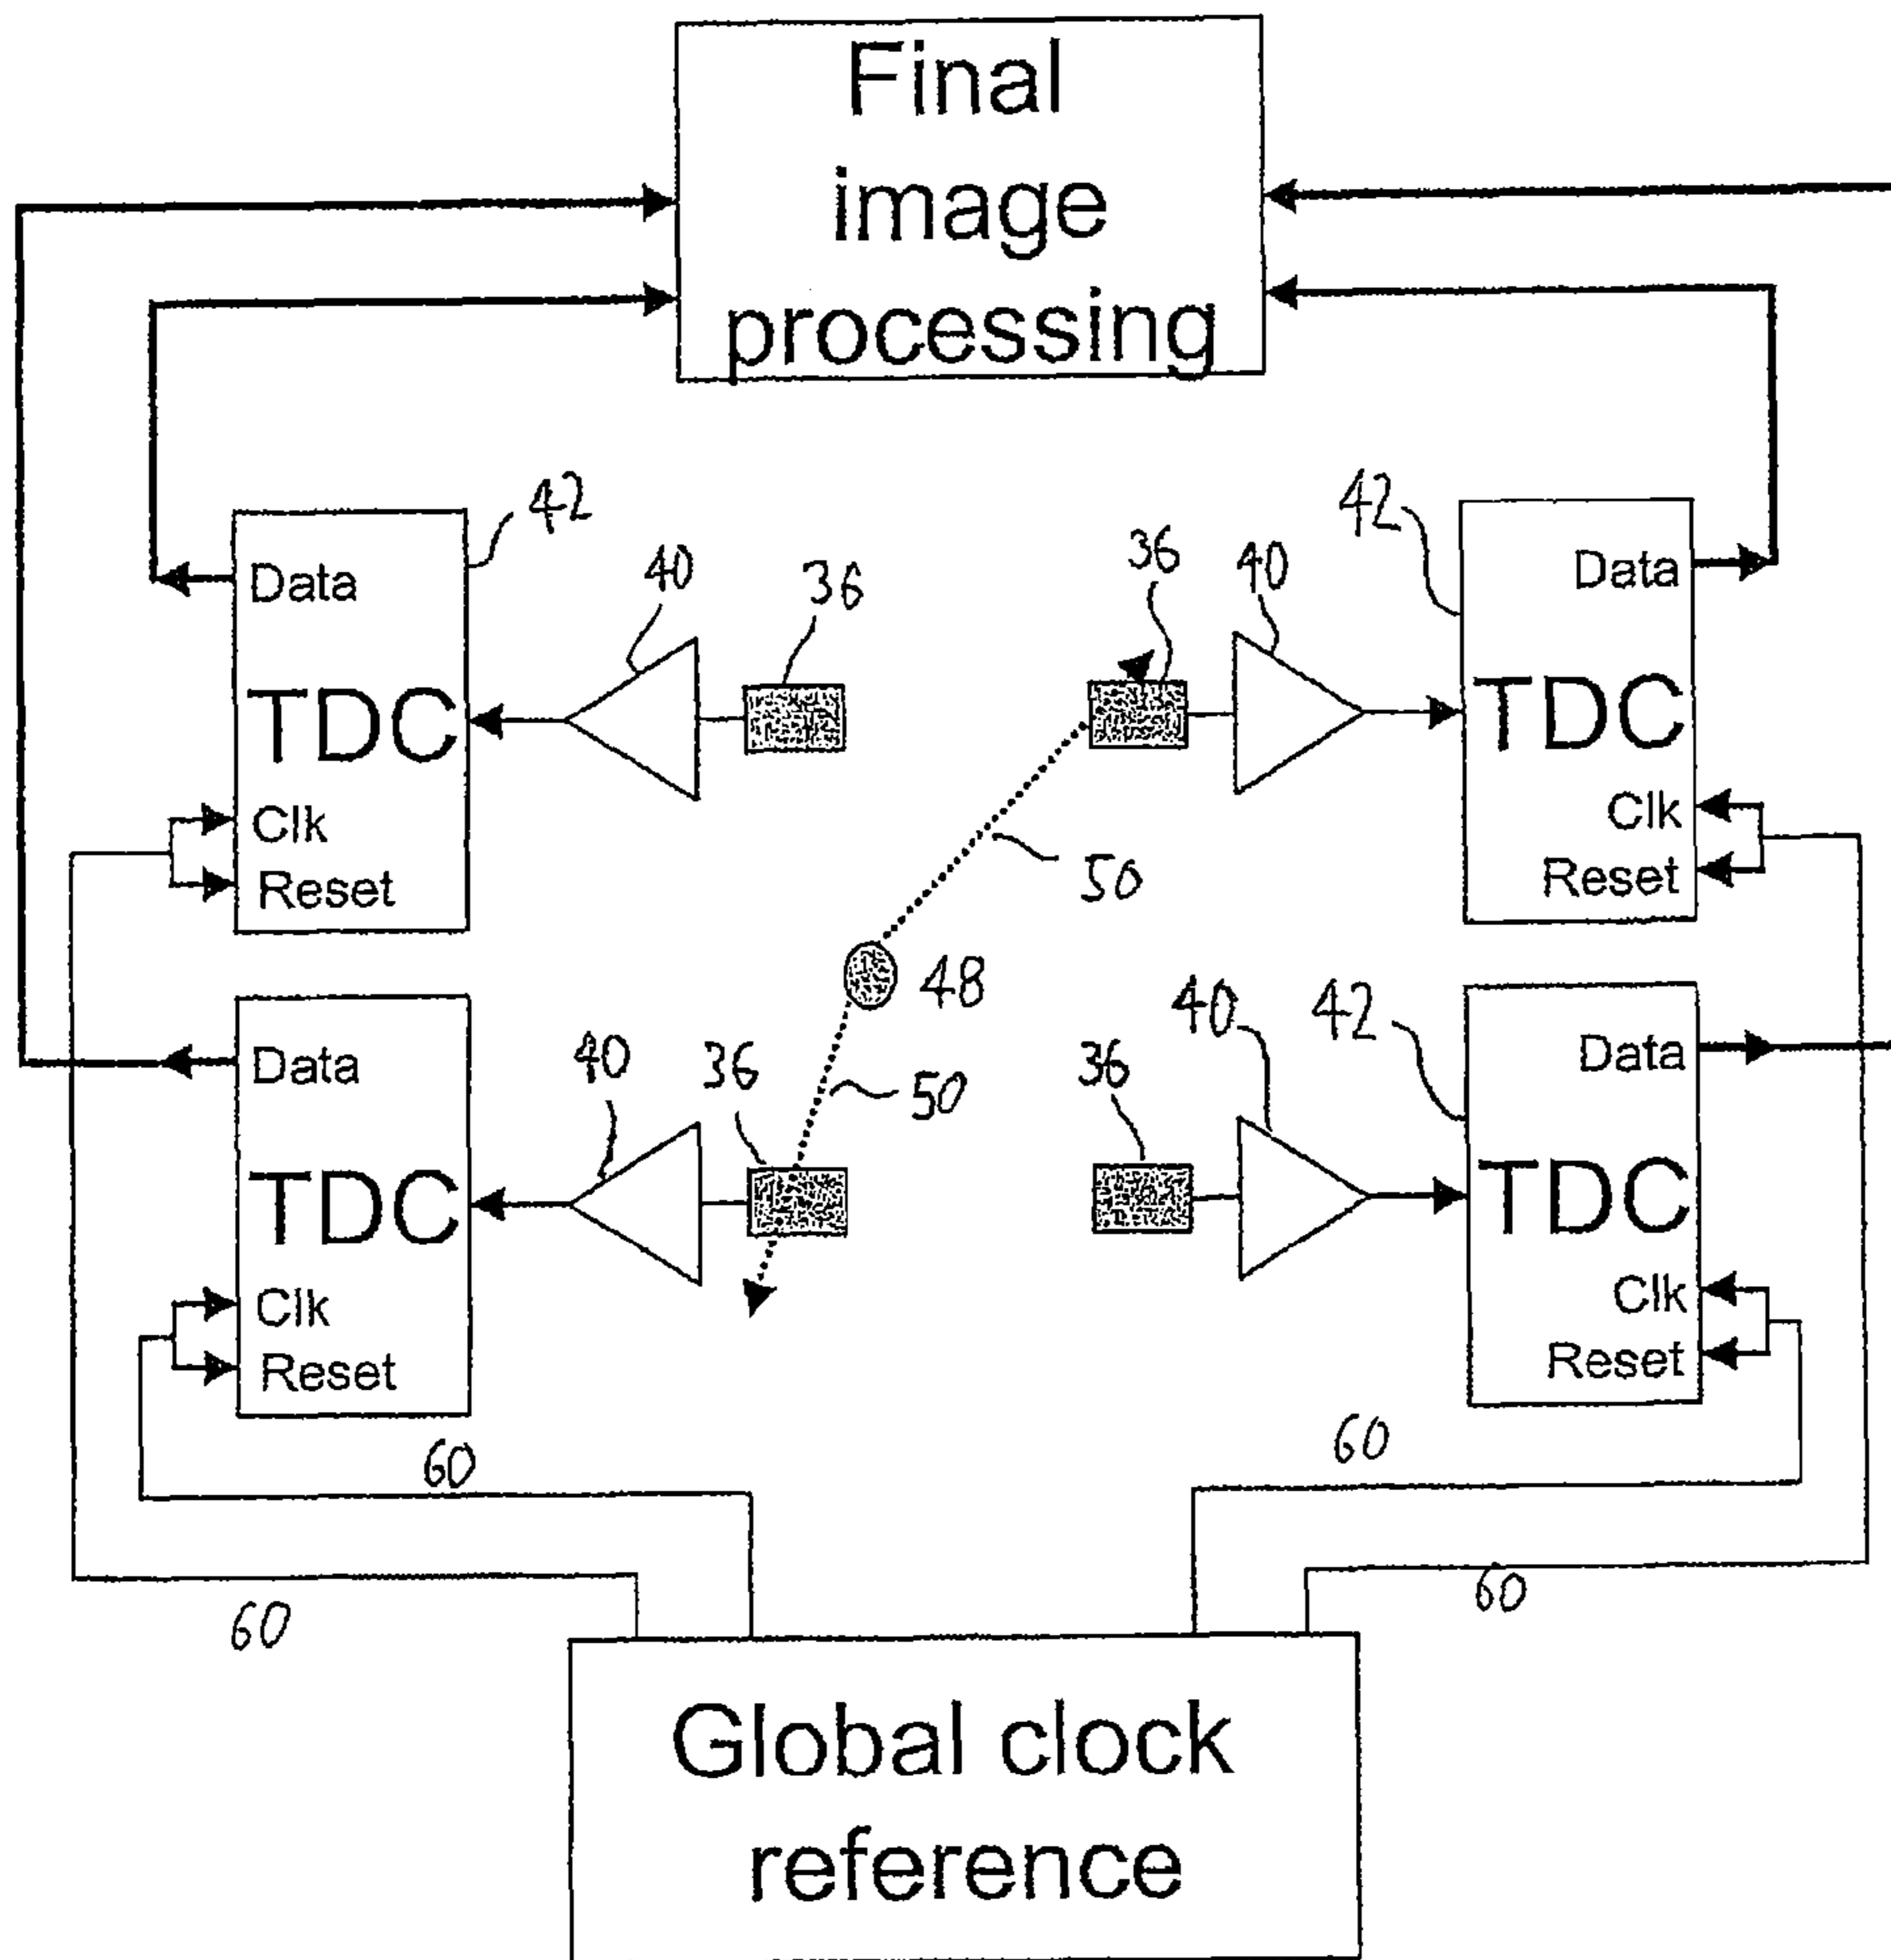 Final
image
processing
42
42
40
36
36
40
Data
Data
TDC
TDC
Clk
Clk
Reset
Reset
50
48
40
42
40
36
50
36
Data
Data
TDC
TDC
Clk
Clk
Reset
Reset
60
60
60
60
Global clock
reference